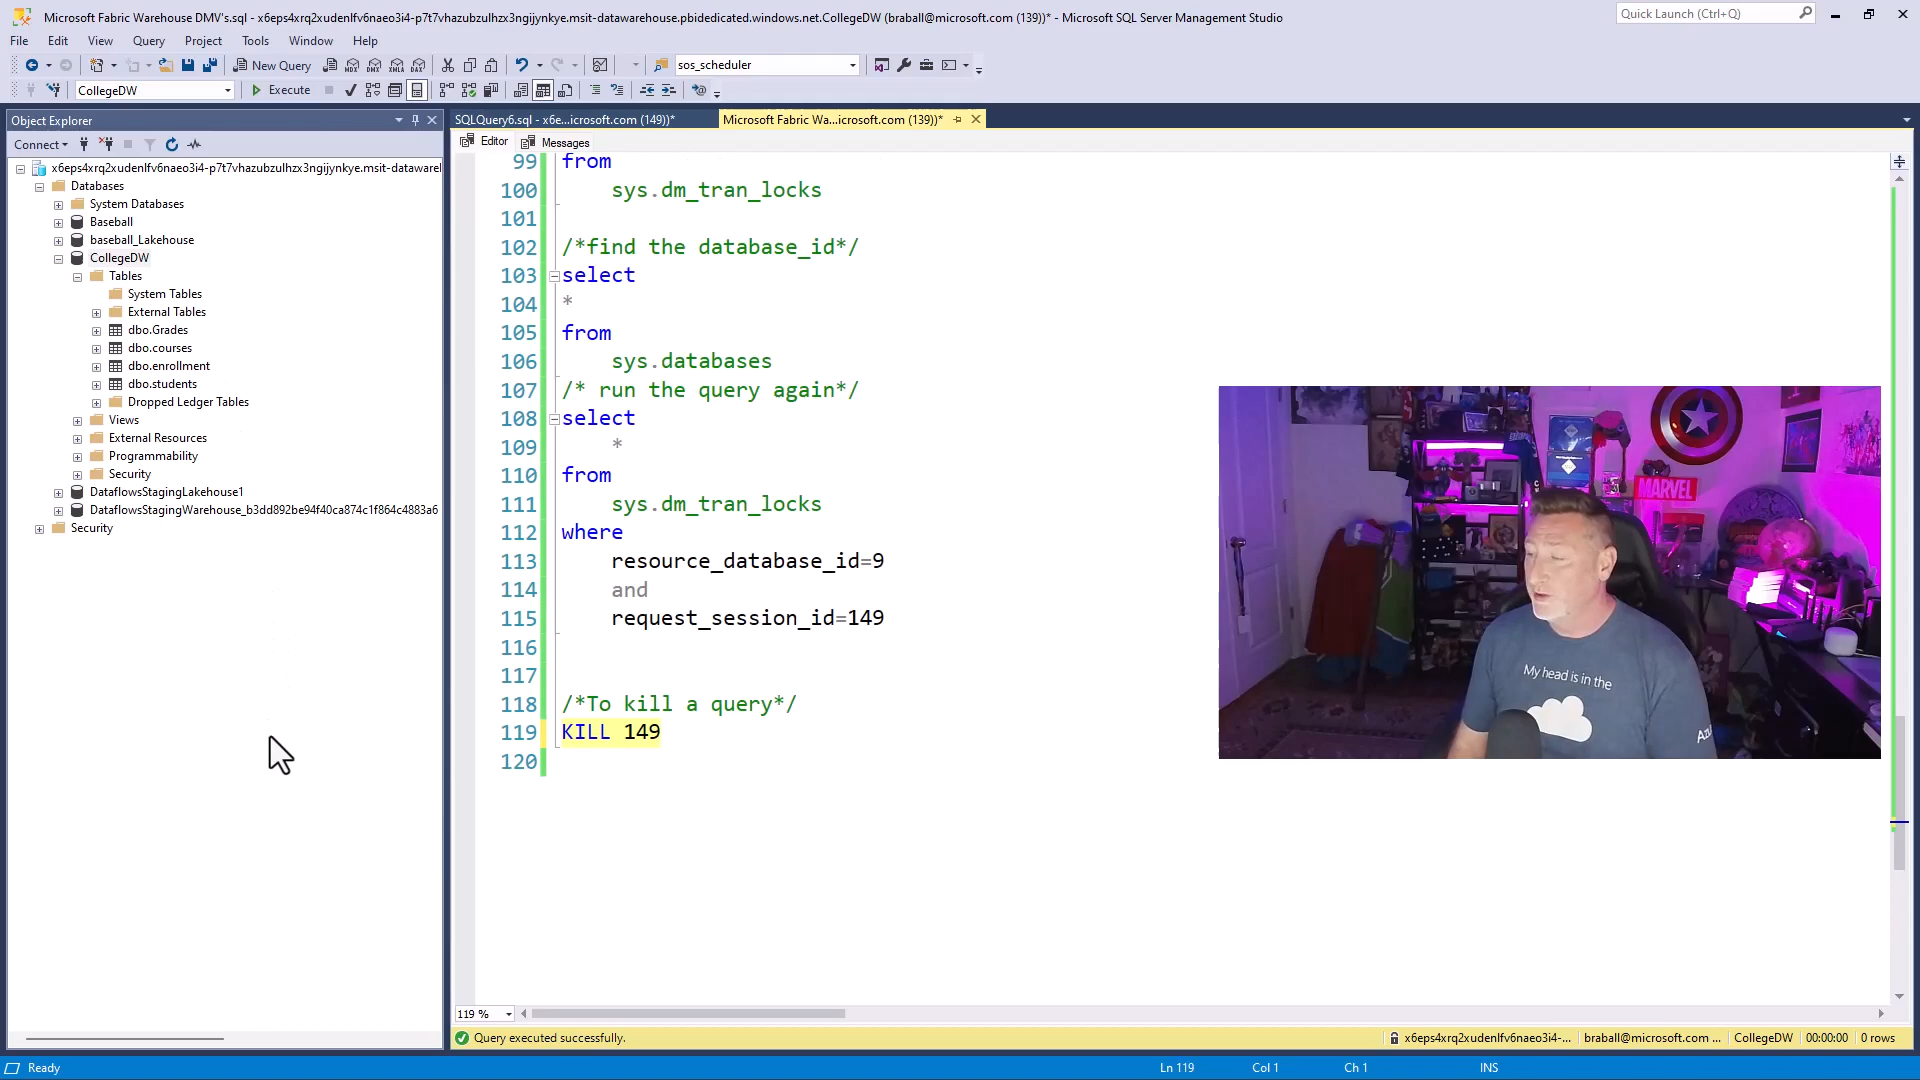 Microsoft Fabric Warehouse DMV's.sql - x6eps4xrq2xudenlfv6naeo3i4-p7t7vhazubzulhzx3ngijynkye.msit-datawarehouse.pbidedicated.windows.net.CollegeDW (braball@microsoft.com (139))* - Microsoft SQL Server Management Studio
Quick Launch (Ctrl+Q)
File Edit View Query Project Tools Window Help
New Query
MDX DMX XMLA DAX
sos_scheduler
CollegeDW
Execute
Object Explorer
SQLQuery6.sql - x6e...icrosoft.com (149))*
Microsoft Fabric Wa...icrosoft.com (139))*
Connect
Editor
Messages
x6eps4xrq2xudenlfv6naeo3i4-p7t7vhazubzulhzx3ngijynkye.msit-datawarel
Databases
System Databases
Baseball
baseball_Lakehouse
CollegeDW
Tables
System Tables
External Tables
dbo.Grades
dbo.courses
dbo.enrollment
dbo.students
Dropped Ledger Tables
Views
External Resources
Programmability
Security
DataflowsStagingLakehouse1
DataflowsStagingWarehouse_b3dd892be94f40ca874c1f864c4883a6
Security
99 from
100 sys.dm_tran_locks
101
102 /*find the database_id*/
103 select
104 *
105 from
106 sys.databases
107 /* run the query again*/
108 select
109 *
110 from
111 sys.dm_tran_locks
112 where
113 resource_database_id=9
114 and
115 request_session_id=149
116
117
118 /*To kill a query*/
119 KILL 149
120
MARVEL
My head is in the
119 %
Query executed successfully.
x6eps4xrq2xudenlfv6naeo3i4-...
braball@microsoft.com ...
CollegeDW
00:00:00
0 rows
Ready
Ln 119
Col 1
Ch 1
INS